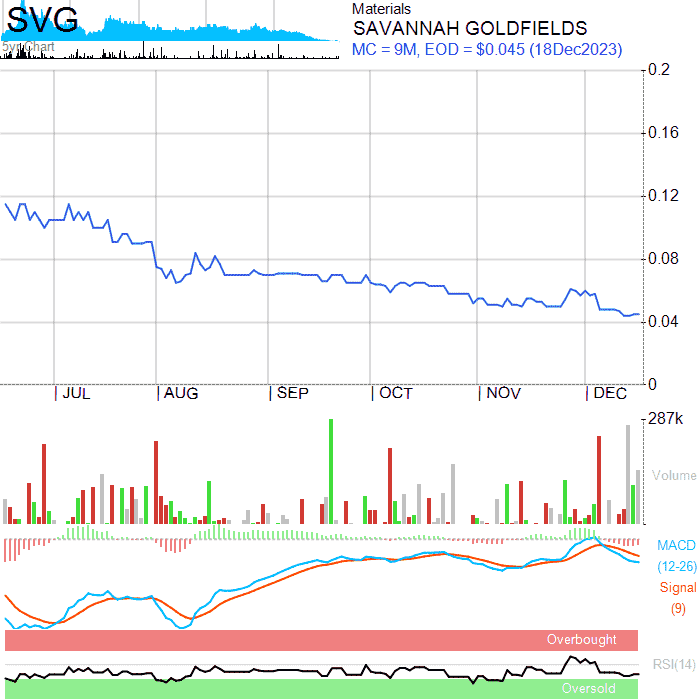 SVG
5yr Chart
Materials
SAVANNAH GOLDFIELDS
MC = 9M, EOD = $0.045 (18Dec2023)
0.2
0.16
0.12
0.08
0.04
0
JUL AUG SEP OCT NOV DEC
287k
Volume
MACD
(12-26)
Signal
(9)
Overbought
RSI(14)
Oversold